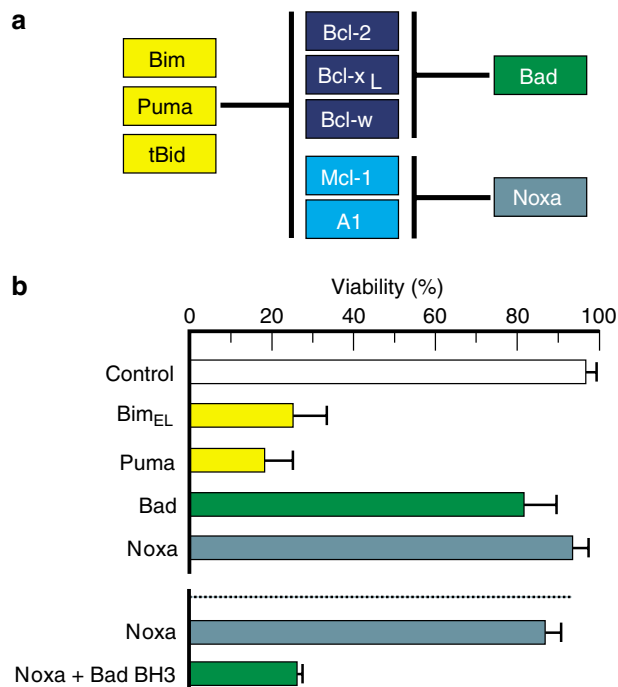 a
Bim
Puma
tBid
Bcl-2
Bcl-x L
Bcl-w
Mcl-1
A1
Bad
Noxa
b
Viability (%)
0 20 40 60 80 100
Control
BimEL
Puma
Bad
Noxa
Noxa
Noxa + Bad BH3